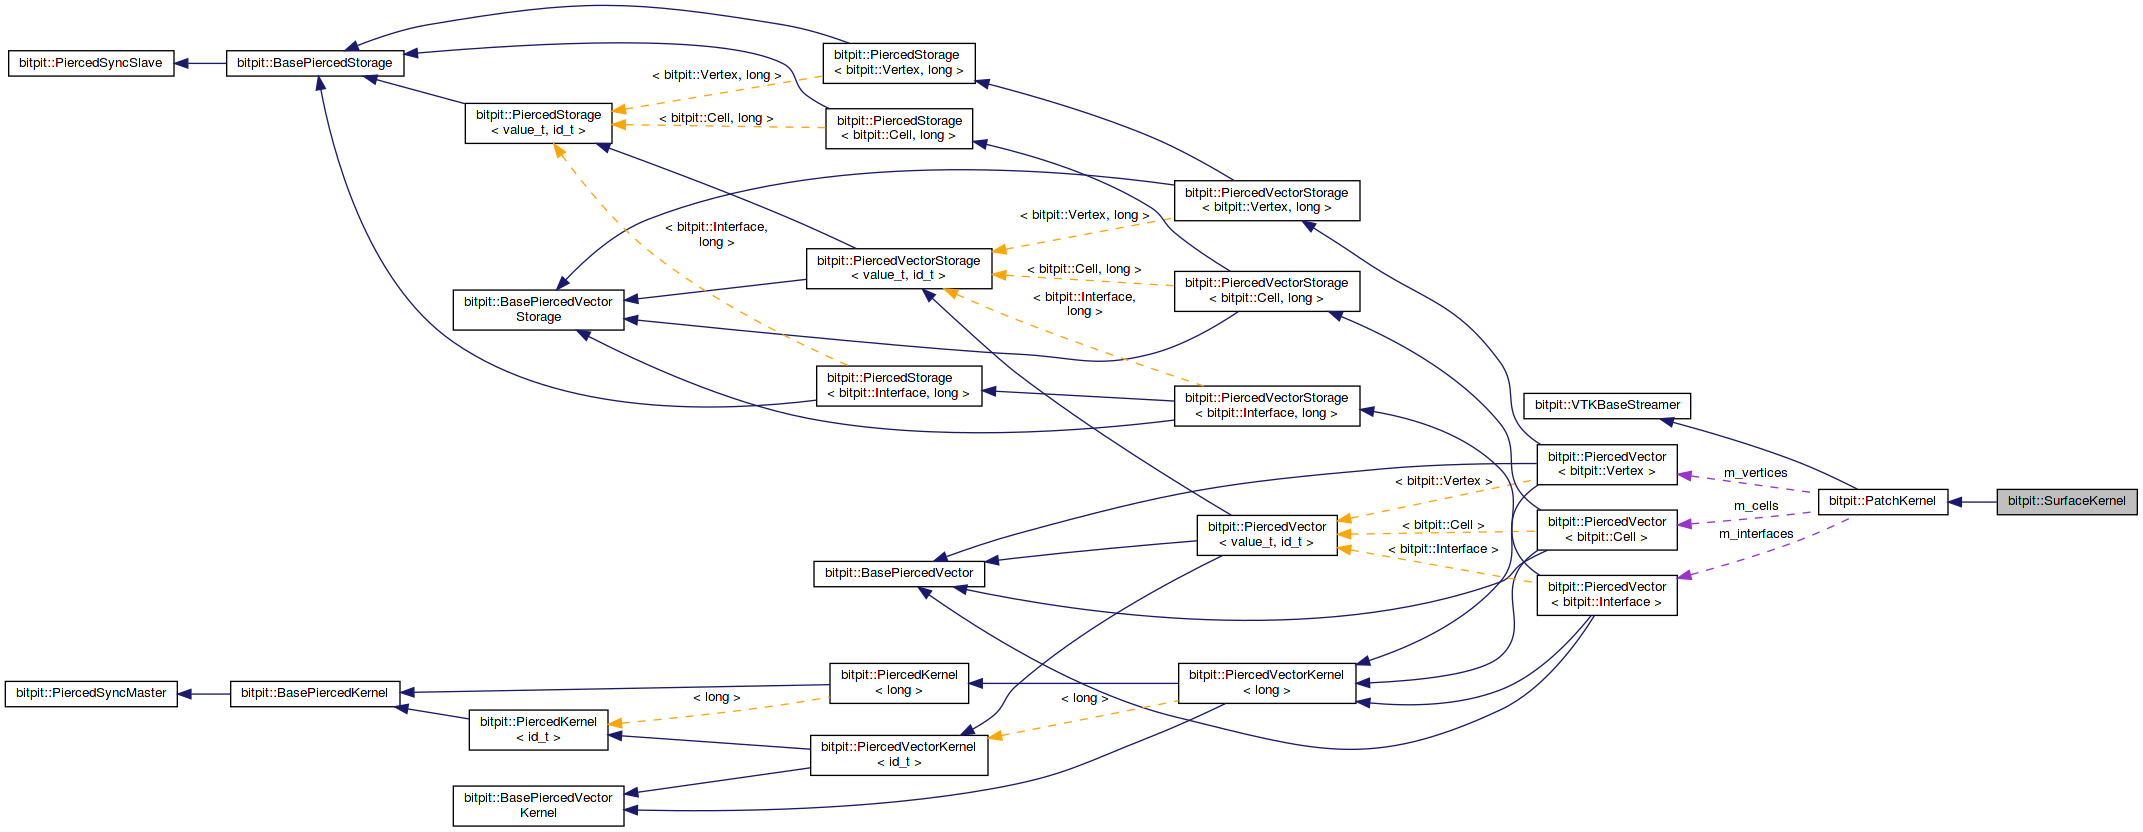 bitpit::PiercedSyncSlave
bitpit::BasePiercedStorage
bitpit::PiercedStorage
< bitpit::Vertex, long >
< bitpit::Vertex, long >
bitpit::PiercedStorage
< value_t, id_t >
< bitpit::Cell, long >
bitpit::PiercedStorage
< bitpit::Cell, long >
bitpit::PiercedVectorStorage
< bitpit::Vertex, long >
< bitpit::Vertex, long >
< bitpit::Interface,
long >
bitpit::PiercedVectorStorage
< value_t, id_t >
< bitpit::Cell, long >
bitpit::PiercedVectorStorage
< bitpit::Cell, long >
bitpit::BasePiercedVector
Storage
< bitpit::Interface,
long >
bitpit::PiercedStorage
< bitpit::Interface, long >
bitpit::PiercedVectorStorage
< bitpit::Interface, long >
bitpit::VTKBaseStreamer
bitpit::PiercedVector
< bitpit::Vertex >
m_vertices
< bitpit::Vertex >
bitpit::PatchKernel
bitpit::SurfaceKernel
m_cells
bitpit::PiercedVector
< value_t, id_t >
< bitpit::Cell >
bitpit::PiercedVector
< bitpit::Cell >
m_interfaces
< bitpit::Interface >
bitpit::BasePiercedVector
bitpit::PiercedVector
< bitpit::Interface >
bitpit::PiercedSyncMaster
bitpit::BasePiercedKernel
bitpit::PiercedKernel
< long >
bitpit::PiercedVectorKernel
< long >
< long >
< long >
bitpit::PiercedKernel
< id_t >
bitpit::PiercedVectorKernel
< id_t >
bitpit::BasePiercedVector
Kernel